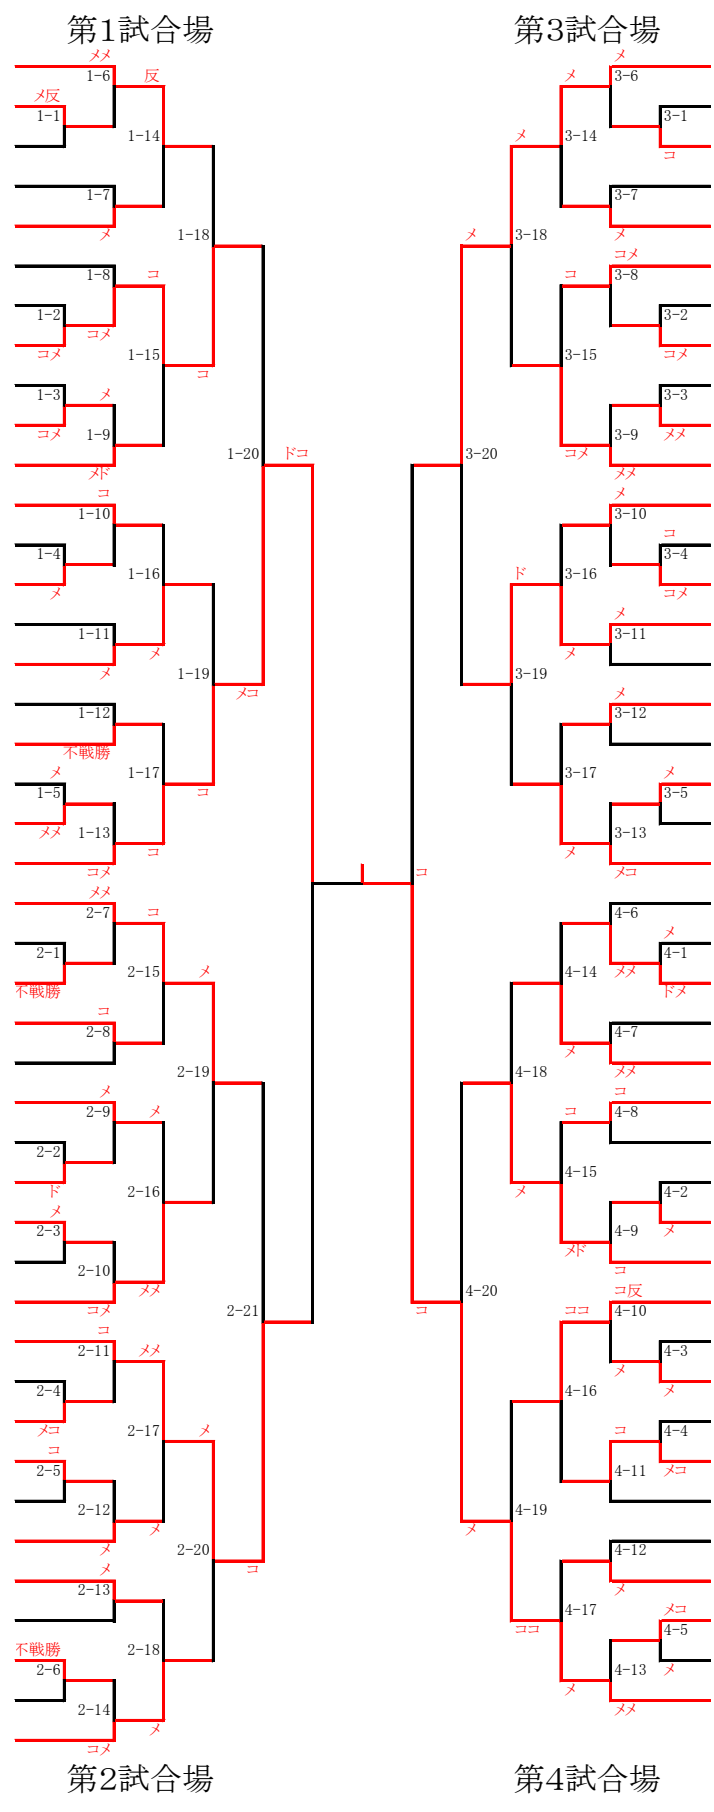 第1試合場
第3試合場
メメ
1-6
反
メ反
1-1
1-14
1-7
メ
1-18
1-8
コ
1-2
コメ
コメ
1-15
1-3
メ
コ
コメ
1-9
メド
1-20
ドコ
コ
1-10
1-4
1-16
メ
1-11
メ
メ
1-19
メコ
1-12
不戦勝
メ
1-17
1-5
コ
メメ
1-13
コ
コメ
メメ
2-7
コ
2-1
2-15
メ
不戦勝
コ
2-8
2-19
メ
2-9
メ
2-2
2-16
ド
メ
2-3
2-10
メメ
コメ
2-21
コ
2-11
メメ
2-4
2-17
メ
メコ
コ
2-5
2-12
メ
メ
2-20
コ
メ
2-13
不戦勝
2-18
2-6
2-14
メ
コメ
メ
3-6
メ
3-1
メ
3-14
コ
3-7
メ
メ
3-18
コメ
3-8
コ
3-2
3-15
コメ
3-3
3-9
メメ
コメ
メメ
3-20
メ
3-10
コ
3-4
ド
3-16
コメ
メ
3-11
メ
3-19
メ
3-12
3-17
メ
3-5
3-13
メ
メコ
コ
4-6
メ
4-1
4-14
メメ
ドメ
4-7
メ
メメ
4-18
コ
4-8
コ
4-15
メ
4-2
4-9
メ
メド
コ
4-20
コ
コ反
4-10
ココ
4-3
メ
メ
4-16
コ
4-4
4-11
メコ
4-19
メ
4-12
メ
4-17
メコ
ココ
4-5
4-13
メ
メ
メメ
第2試合場
第4試合場